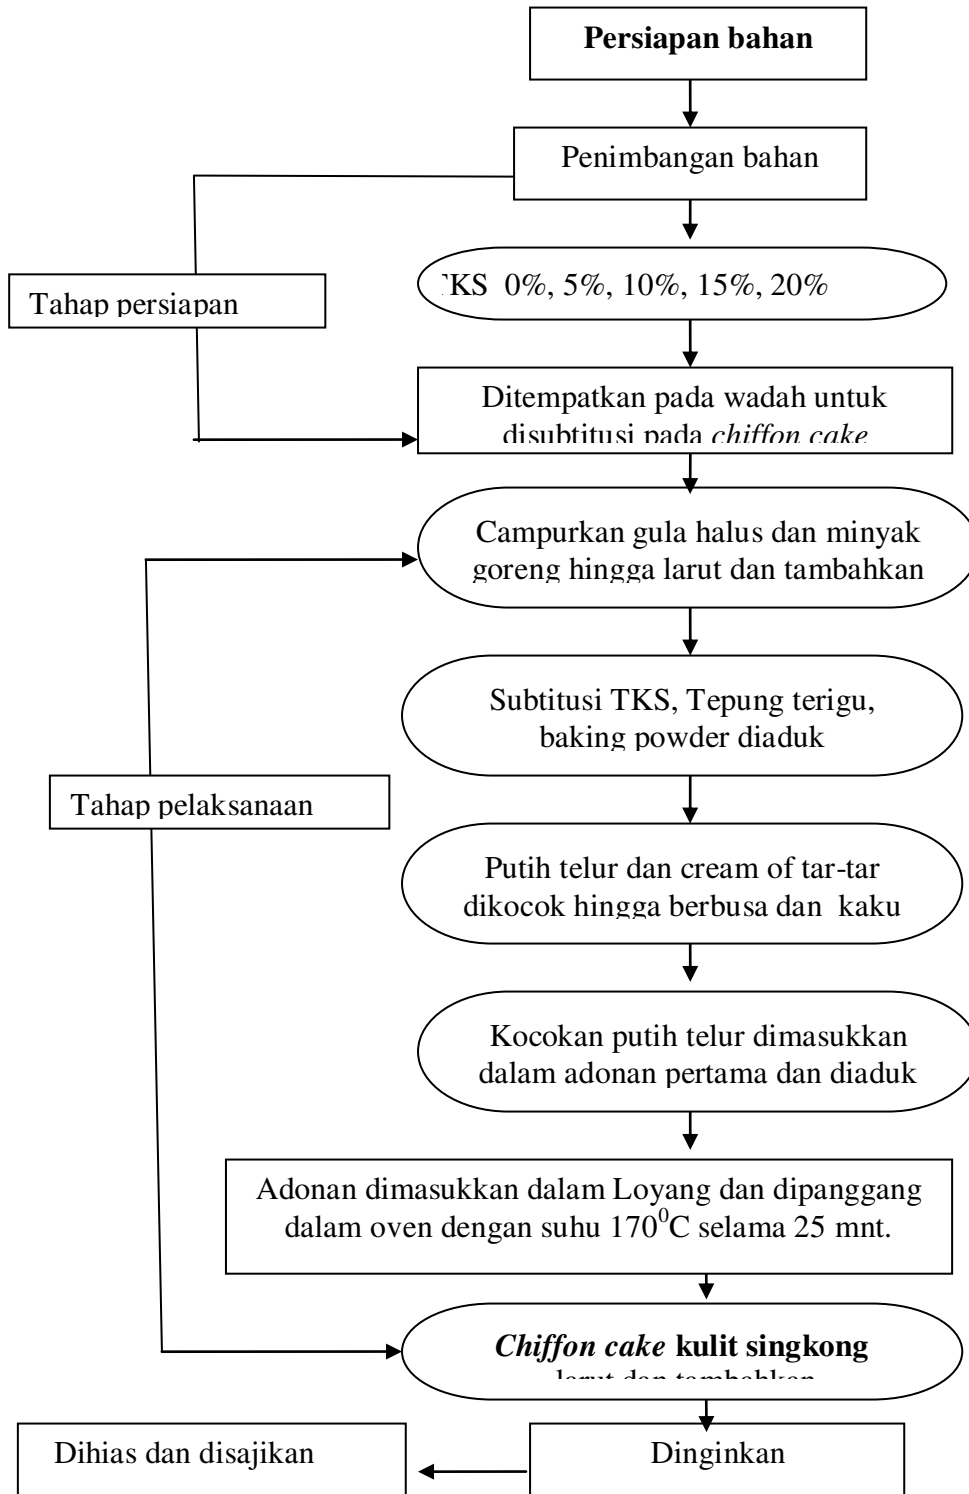 Persiapan bahan
Penimbangan bahan
TKS 0%, 5%, 10%, 15%, 20%
Tahap persiapan
Ditempatkan pada wadah untuk
disubtitusi pada chiffon cake
Campurkan gula halus dan minyak
goreng hingga larut dan tambahkan
Subtitusi TKS, Tepung terigu,
baking powder diaduk
Tahap pelaksanaan
Putih telur dan cream of tar-tar
dikocok hingga berbusa dan kaku
Kocokan putih telur dimasukkan
dalam adonan pertama dan diaduk
Adonan dimasukkan dalam Loyang dan dipanggang
dalam oven dengan suhu 170⁰C selama 25 mnt.
Chiffon cake kulit singkong
larut dan tambahkan
Dihias dan disajikan
Dinginkan